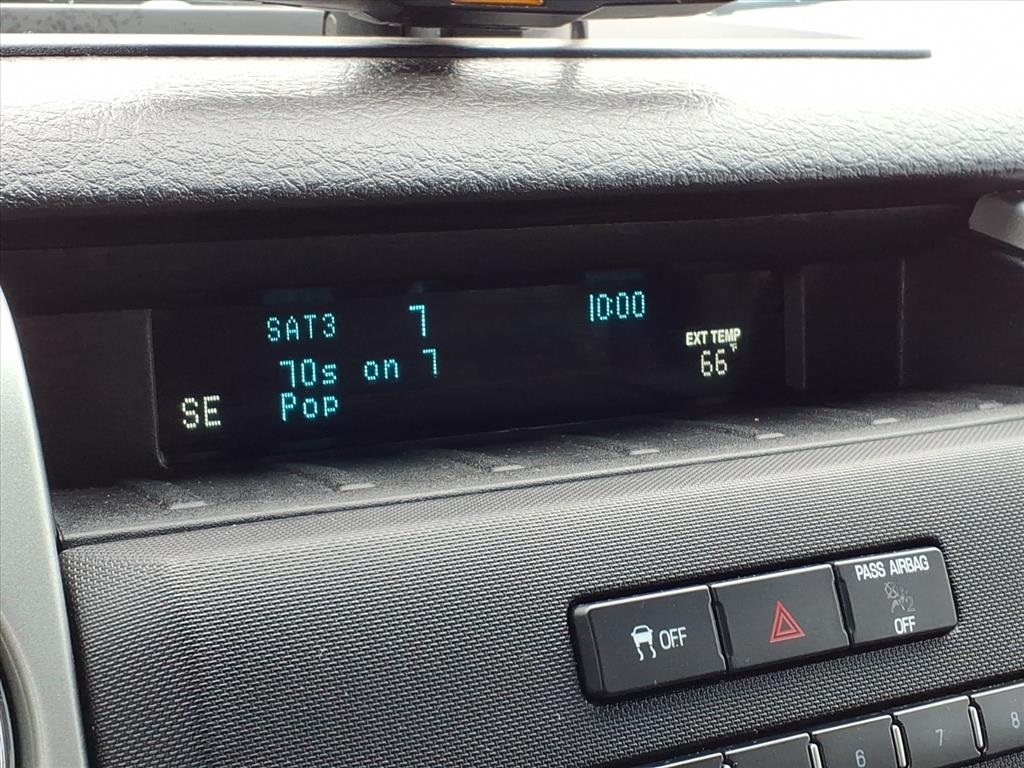 SAT3 7 10:00
70s on 7
EXT TEMP
°F
66
SE Pop
OFF
PASS AIRBAG
2
OFF
6 7 8